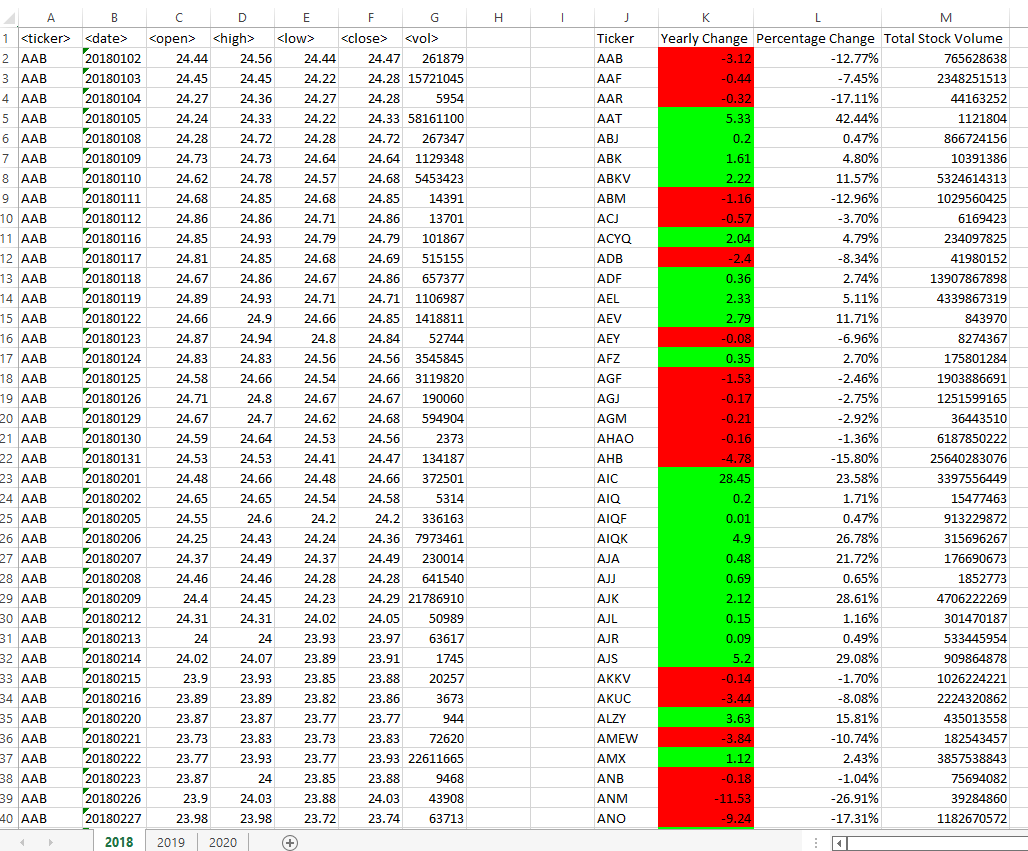 A B C D E F G H I J K L M
1 <ticker> <date> <open> <high> <low> <close> <vol> Ticker Yearly Change Percentage Change Total Stock Volume
2 AAB 20180102 24.44 24.56 24.44 24.47 261879 AAB -3.12 -12.77% 765628638
3 AAB 20180103 24.45 24.45 24.22 24.28 15721045 AAF -0.44 -7.45% 2348251513
4 AAB 20180104 24.27 24.36 24.27 24.28 5954 AAR -0.32 -17.11% 44163252
5 AAB 20180105 24.24 24.33 24.22 24.33 58161100 AAT 5.33 42.44% 1121804
6 AAB 20180108 24.28 24.72 24.28 24.72 267347 ABJ 0.2 0.47% 866724156
7 AAB 20180109 24.73 24.73 24.64 24.64 1129348 ABK 1.61 4.80% 10391386
8 AAB 20180110 24.62 24.78 24.57 24.68 5453423 ABKV 2.22 11.57% 5324614313
9 AAB 20180111 24.68 24.85 24.68 24.85 14391 ABM -1.16 -12.96% 1029560425
10 AAB 20180112 24.86 24.86 24.71 24.86 13701 ACJ -0.57 -3.70% 6169423
11 AAB 20180116 24.85 24.93 24.79 24.79 101867 ACYQ 2.04 4.79% 234097825
12 AAB 20180117 24.81 24.85 24.68 24.69 515155 ADB -2.4 -8.34% 41980152
13 AAB 20180118 24.67 24.86 24.67 24.86 657377 ADF 0.36 2.74% 13907867898
14 AAB 20180119 24.89 24.93 24.71 24.71 1106987 AEL 2.33 5.11% 4339867319
15 AAB 20180122 24.66 24.9 24.66 24.85 1418811 AEV 2.79 11.71% 843970
16 AAB 20180123 24.87 24.94 24.8 24.84 52744 AEY -0.08 -6.96% 8274367
17 AAB 20180124 24.83 24.83 24.56 24.56 3545845 AFZ 0.35 2.70% 175801284
18 AAB 20180125 24.58 24.66 24.54 24.66 3119820 AGF -1.53 -2.46% 1903886691
19 AAB 20180126 24.71 24.8 24.67 24.67 190060 AGJ -0.17 -2.75% 1251599165
20 AAB 20180129 24.67 24.7 24.62 24.68 594904 AGM -0.21 -2.92% 36443510
21 AAB 20180130 24.59 24.64 24.53 24.56 2373 AHAO -0.16 -1.36% 6187850222
22 AAB 20180131 24.53 24.53 24.41 24.47 134187 AHB -4.78 -15.80% 25640283076
23 AAB 20180201 24.48 24.66 24.48 24.66 372501 AIC 28.45 23.58% 3397556449
24 AAB 20180202 24.65 24.65 24.54 24.58 5314 AIQ 0.2 1.71% 15477463
25 AAB 20180205 24.55 24.6 24.2 24.2 336163 AIQF 0.01 0.47% 913229872
26 AAB 20180206 24.25 24.43 24.24 24.36 7973461 AIQK 4.9 26.78% 315696267
27 AAB 20180207 24.37 24.49 24.37 24.49 230014 AJA 0.48 21.72% 176690673
28 AAB 20180208 24.46 24.46 24.28 24.28 641540 AJJ 0.69 0.65% 1852773
29 AAB 20180209 24.4 24.45 24.23 24.29 21786910 AJK 2.12 28.61% 4706222269
30 AAB 20180212 24.31 24.31 24.02 24.05 50989 AJL 0.15 1.16% 301470187
31 AAB 20180213 24 24 23.93 23.97 63617 AJR 0.09 0.49% 533445954
32 AAB 20180214 24.02 24.07 23.89 23.91 1745 AJS 5.2 29.08% 909864878
33 AAB 20180215 23.9 23.93 23.85 23.88 20257 AKKV -0.14 -1.70% 1026224221
34 AAB 20180216 23.89 23.89 23.82 23.86 3673 AKUC -3.44 -8.08% 2224320862
35 AAB 20180220 23.87 23.87 23.77 23.77 944 ALZY 3.63 15.81% 435013558
36 AAB 20180221 23.73 23.83 23.73 23.83 72620 AMEW -3.84 -10.74% 182543457
37 AAB 20180222 23.77 23.93 23.77 23.93 22611665 AMX 1.12 2.43% 3857538843
38 AAB 20180223 23.87 24 23.85 23.88 9468 ANB -0.18 -1.04% 75694082
39 AAB 20180226 23.9 24.03 23.88 24.03 43908 ANM -11.53 -26.91% 39284860
40 AAB 20180227 23.98 23.98 23.72 23.74 63713 ANO -9.24 -17.31% 1182670572
2018 2019 2020